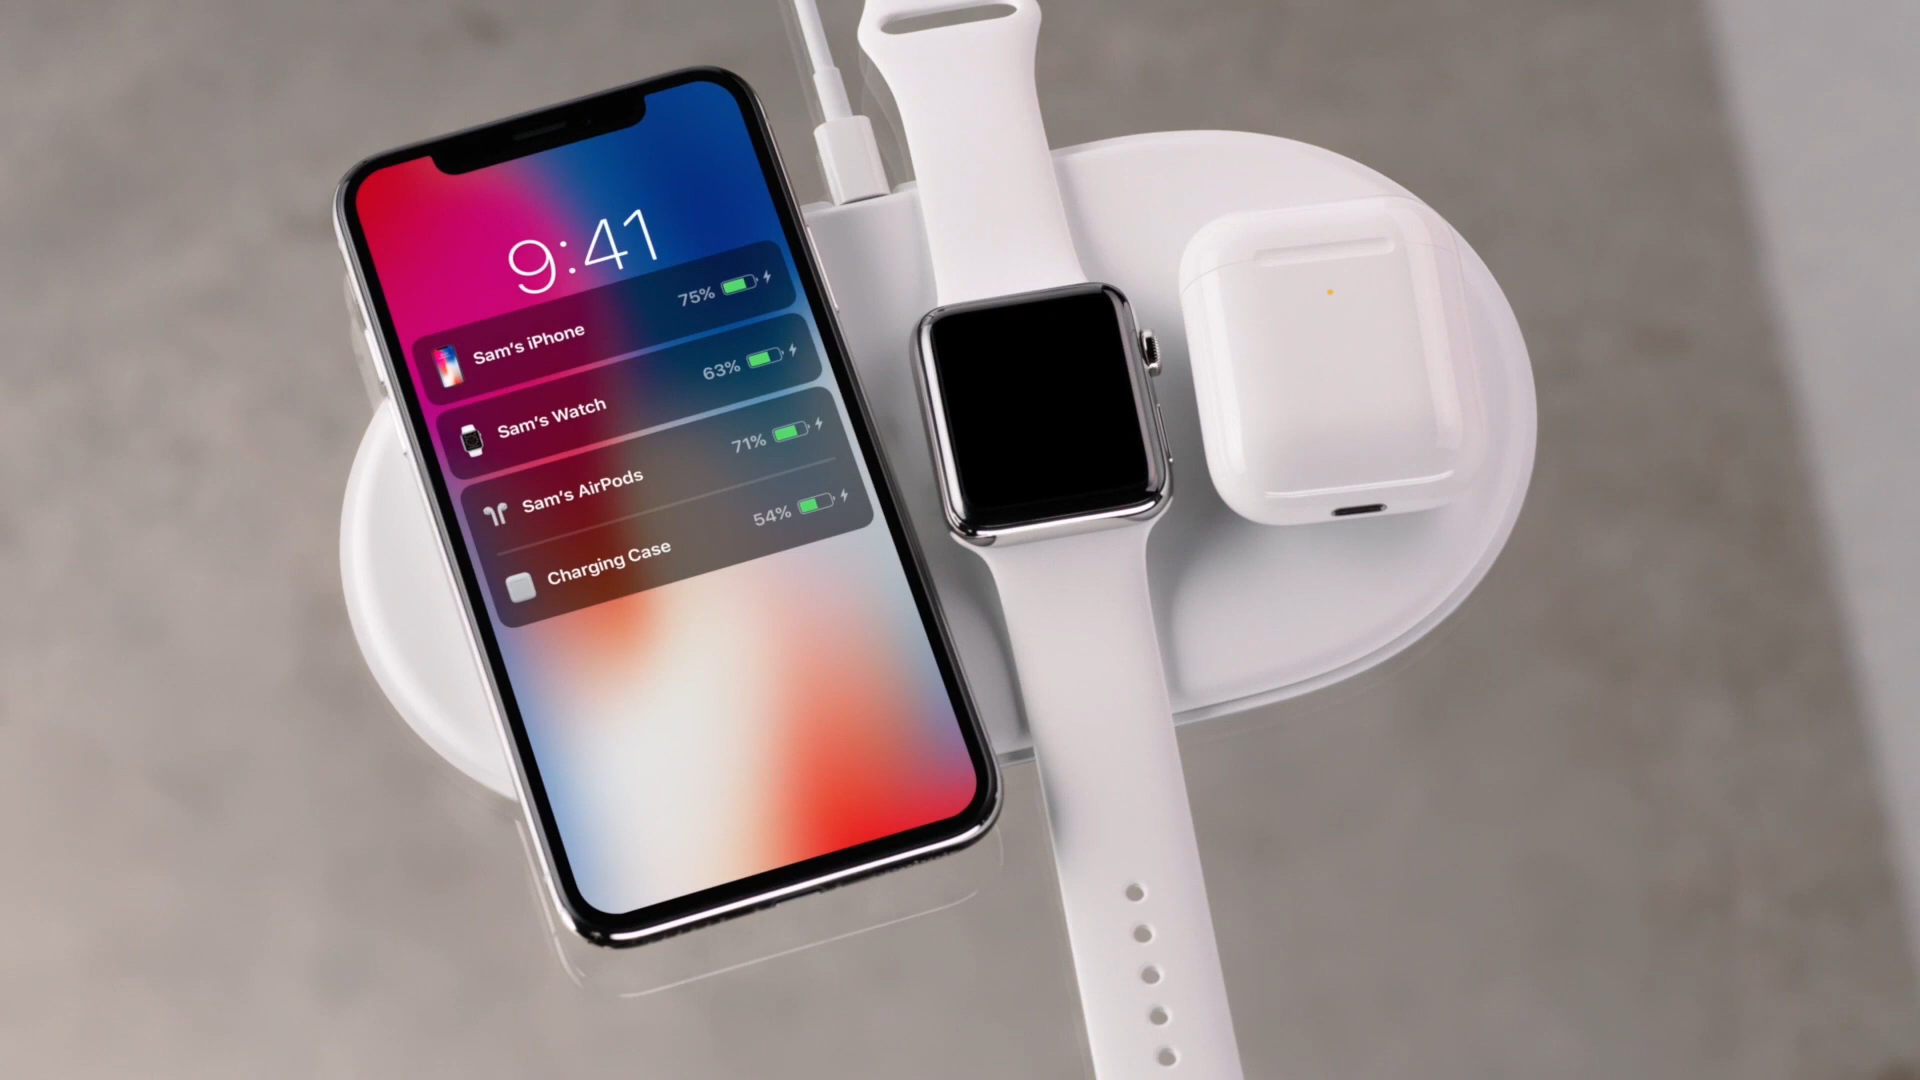 9:41
Sam's iPhone 75%
Sam's Watch 63%
Sam's AirPods 71%
Charging Case 54%